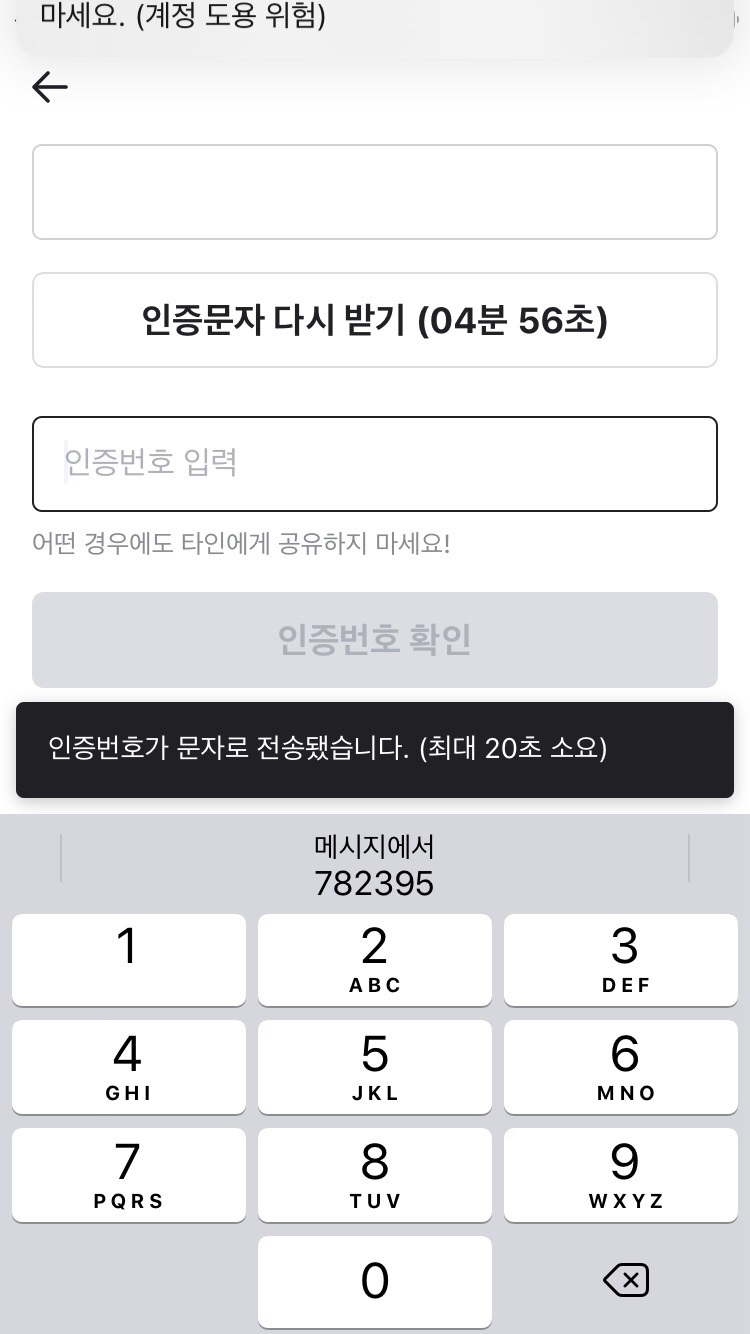 마세요. (계정 도용 위험)
인증문자 다시 받기 (04분 56초)
인증번호 입력
어떤 경우에도 타인에게 공유하지 마세요!
인증번호 확인
인증번호가 문자로 전송됐습니다. (최대 20초 소요)
메시지에서
782395
1
2
ABC
3
DEF
4
GHI
5
JKL
6
MNO
7
PQRS
8
TUV
9
WXYZ
0